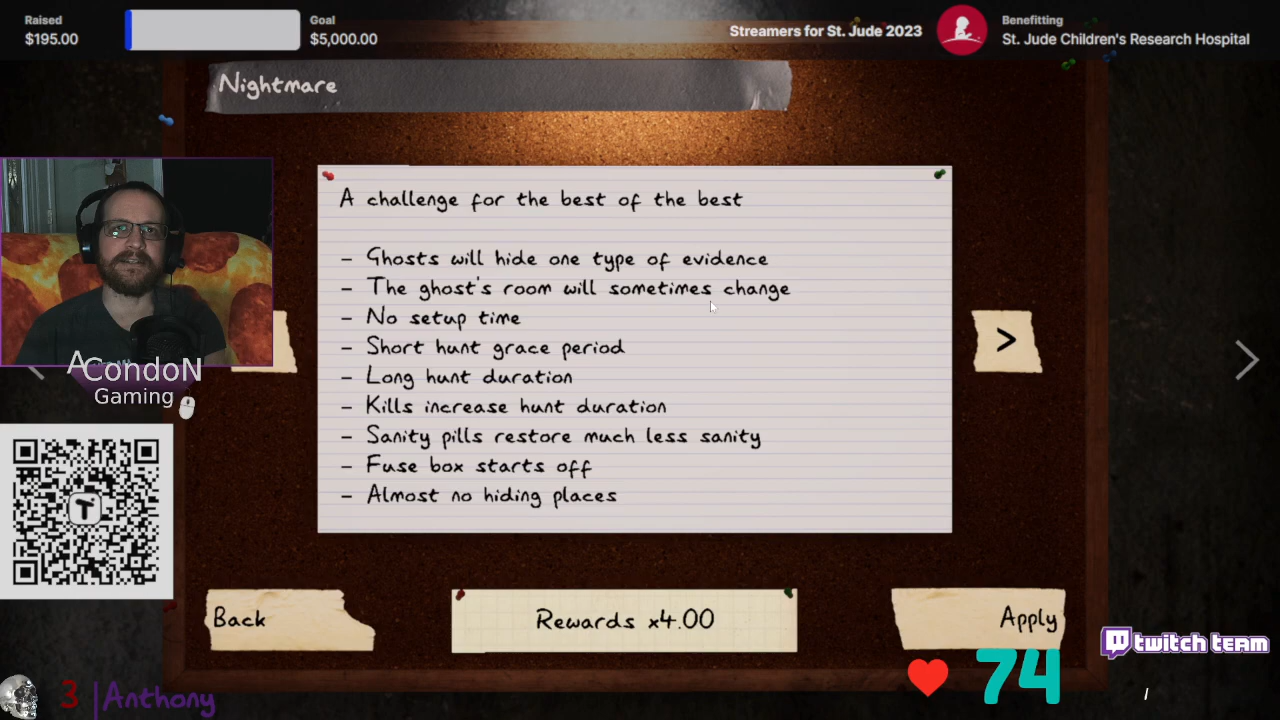 Raised
$195.00
Goal
$5,000.00
Streamers for St. Jude 2023
Benefitting
St. Jude Children's Research Hospital
Nightmare
A challenge for the best of the best
- Ghosts will hide one type of evidence
- The ghost's room will sometimes change
- No setup time
- Short hunt grace period
- Long hunt duration
- Kills increase hunt duration
- Sanity pills restore much less sanity
- Fuse box starts off
- Almost no hiding places
>
ACondoN
Gaming
Back
Rewards x4.00
Apply
twitch team
74
3 |Anthony